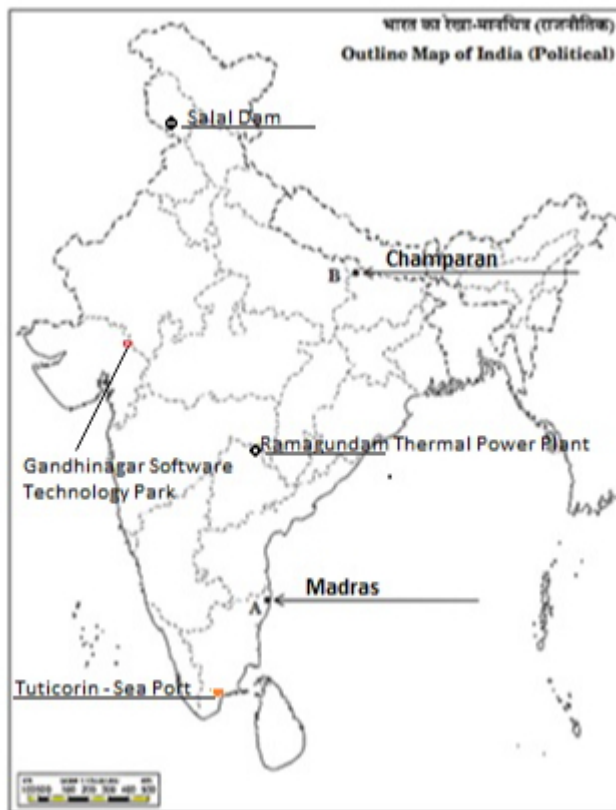 भारत का रेखा-मानचित्र (राजनीतिक)
Outline Map of India (Political)
Salal Dam
Champaran
B
Ramagundam Thermal Power Plant
Gandhinagar Software
Technology Park
Madras
A
Tuticorin - Sea Port